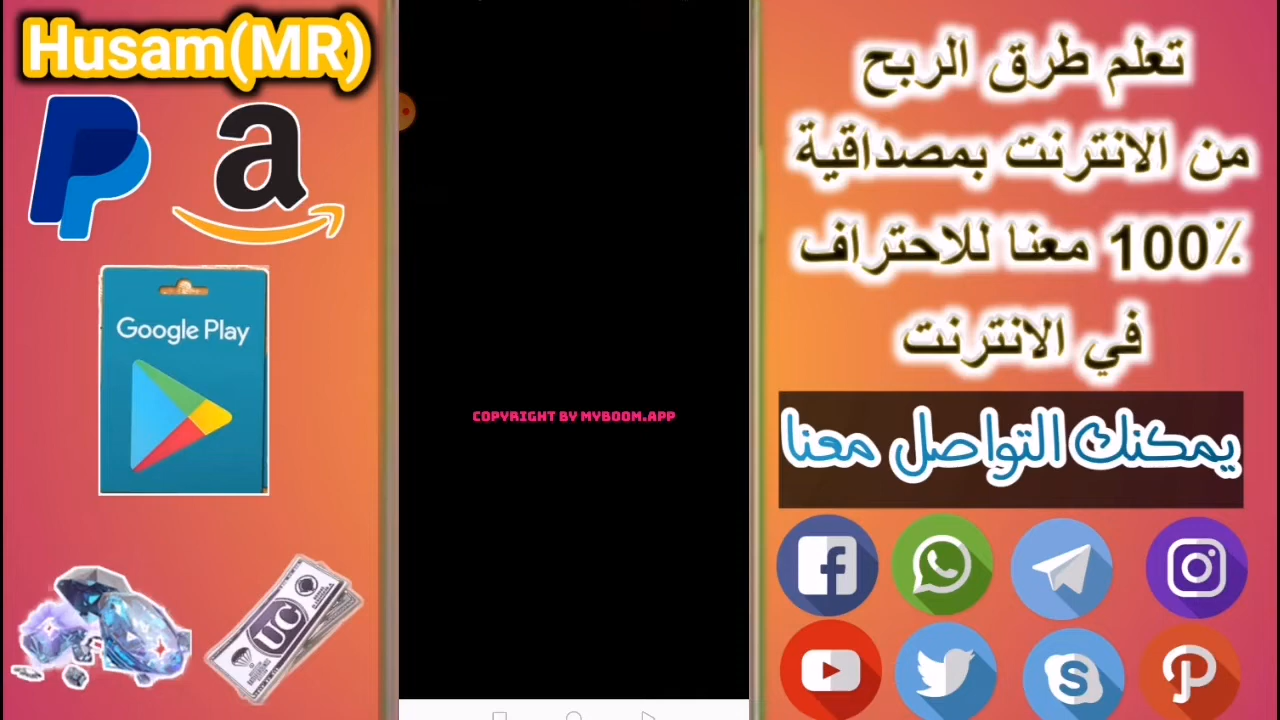 Husam(MR)
Google Play
UC
COPYRIGHT BY MYBOOM.APP
تعلم طرق الربح
من الانترنت بمصداقية
100٪ معنا للاحتراف
في الانترنت
يمكنك التواصل معنا